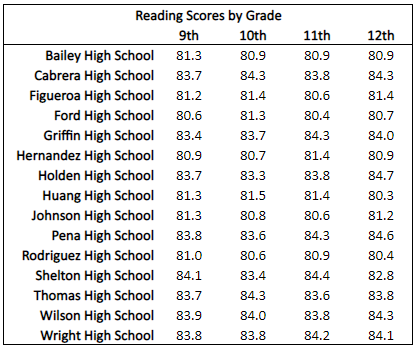 Reading Scores by Grade
9th 10th 11th 12th
Bailey High School 81.3 80.9 80.9 80.9
Cabrera High School 83.7 84.3 83.8 84.3
Figueroa High School 81.2 81.4 80.6 81.4
Ford High School 80.6 81.3 80.4 80.7
Griffin High School 83.4 83.7 84.3 84.0
Hernandez High School 80.9 80.7 81.4 80.9
Holden High School 83.7 83.3 83.8 84.7
Huang High School 81.3 81.5 81.4 80.3
Johnson High School 81.3 80.8 80.6 81.2
Pena High School 83.8 83.6 84.3 84.6
Rodriguez High School 81.0 80.6 80.9 80.4
Shelton High School 84.1 83.4 84.4 82.8
Thomas High School 83.7 84.3 83.6 83.8
Wilson High School 83.9 84.0 83.8 84.3
Wright High School 83.8 83.8 84.2 84.1